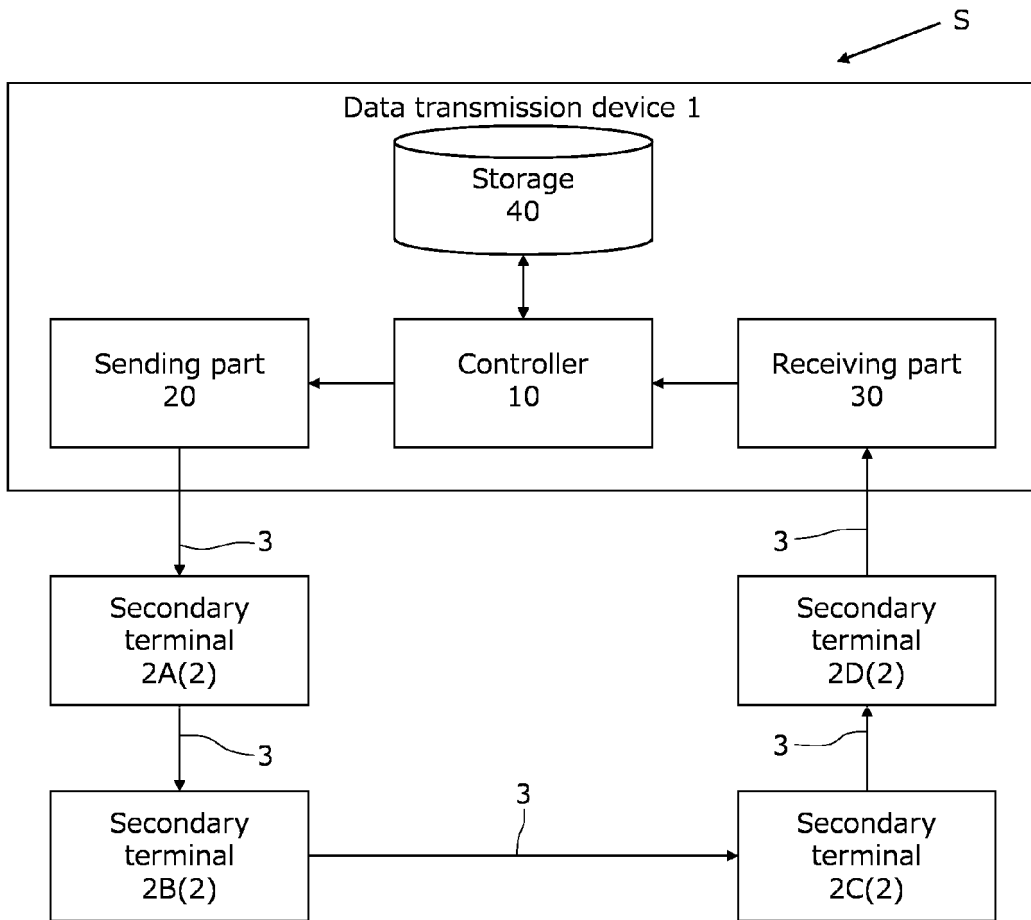 S
Data transmission device 1
Storage
40
Sending part
20
Controller
10
Receiving part
30
3
3
Secondary
terminal
2A(2)
Secondary
terminal
2D(2)
3
3
3
Secondary
terminal
2B(2)
Secondary
terminal
2C(2)